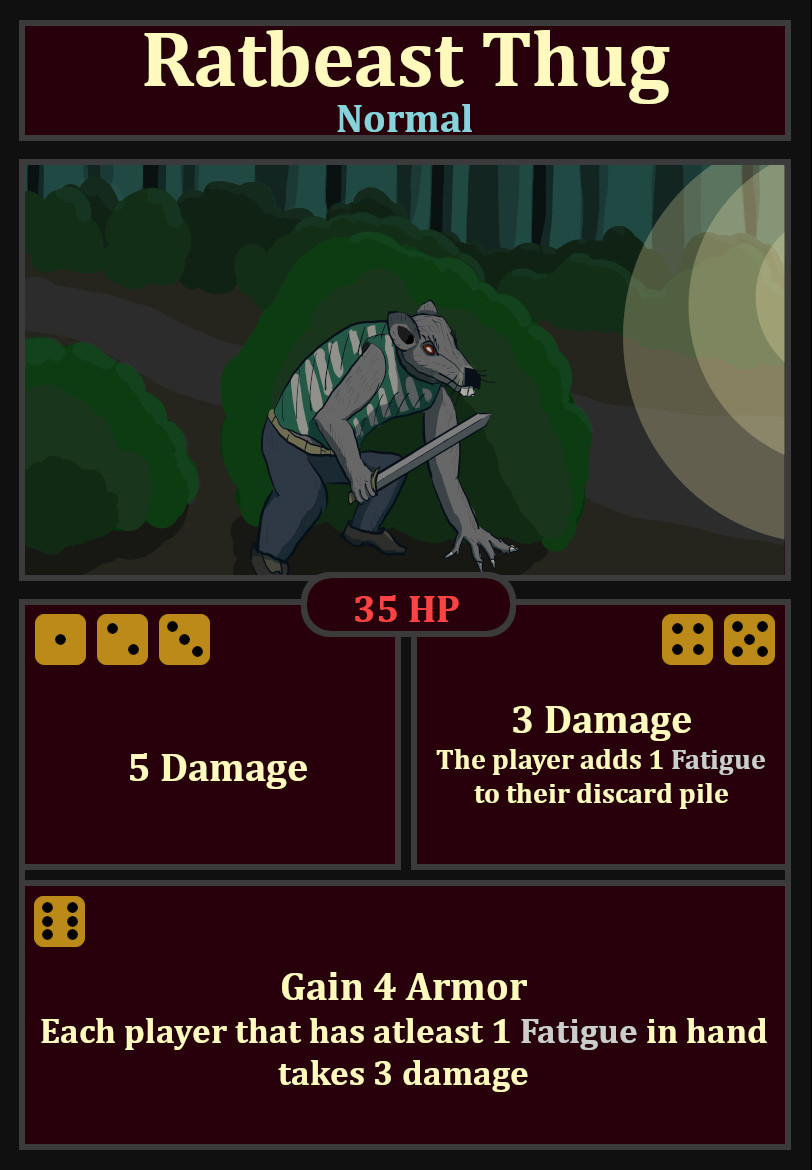 Ratbeast Thug
Normal
35 HP
5 Damage
3 Damage
The player adds 1 Fatigue
to their discard pile
Gain 4 Armor
Each player that has atleast 1 Fatigue in hand
takes 3 damage